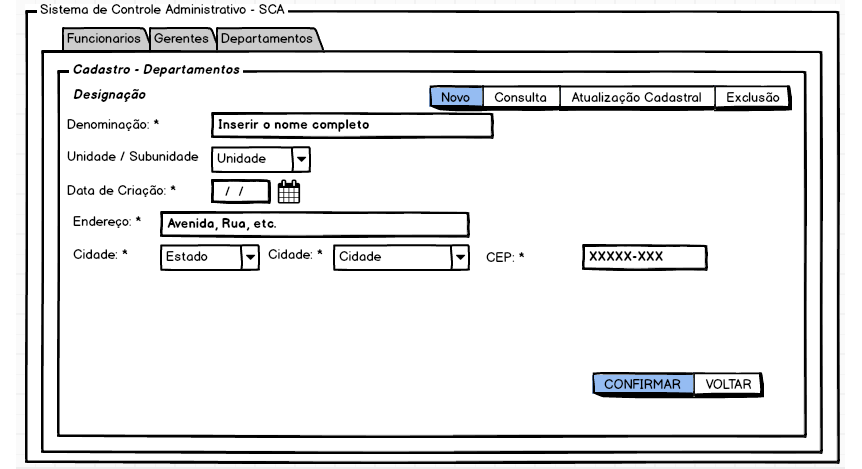 Sistema de Controle Administrativo - SCA
Funcionarios Gerentes Departamentos
Cadastro - Departamentos
Designação
Novo Consulta Atualização Cadastral Exclusão
Denominação: * Inserir o nome completo
Unidade / Subunidade Unidade
Data de Criação: * / /
Endereço: * Avenida, Rua, etc.
Cidade: * Estado Cidade: * Cidade CEP: * XXXXX-XXX
CONFIRMAR VOLTAR